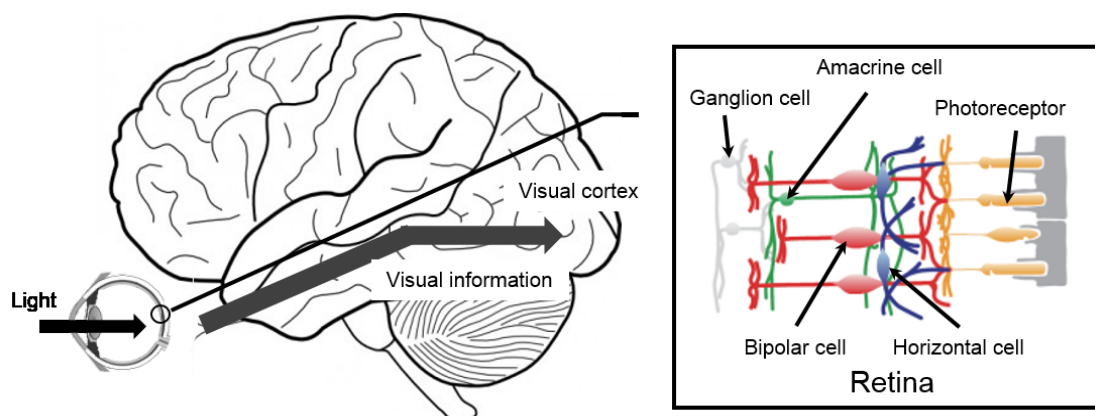 Light
Visual cortex
Visual information
Amacrine cell
Ganglion cell
Photoreceptor
Bipolar cell
Horizontal cell
Retina